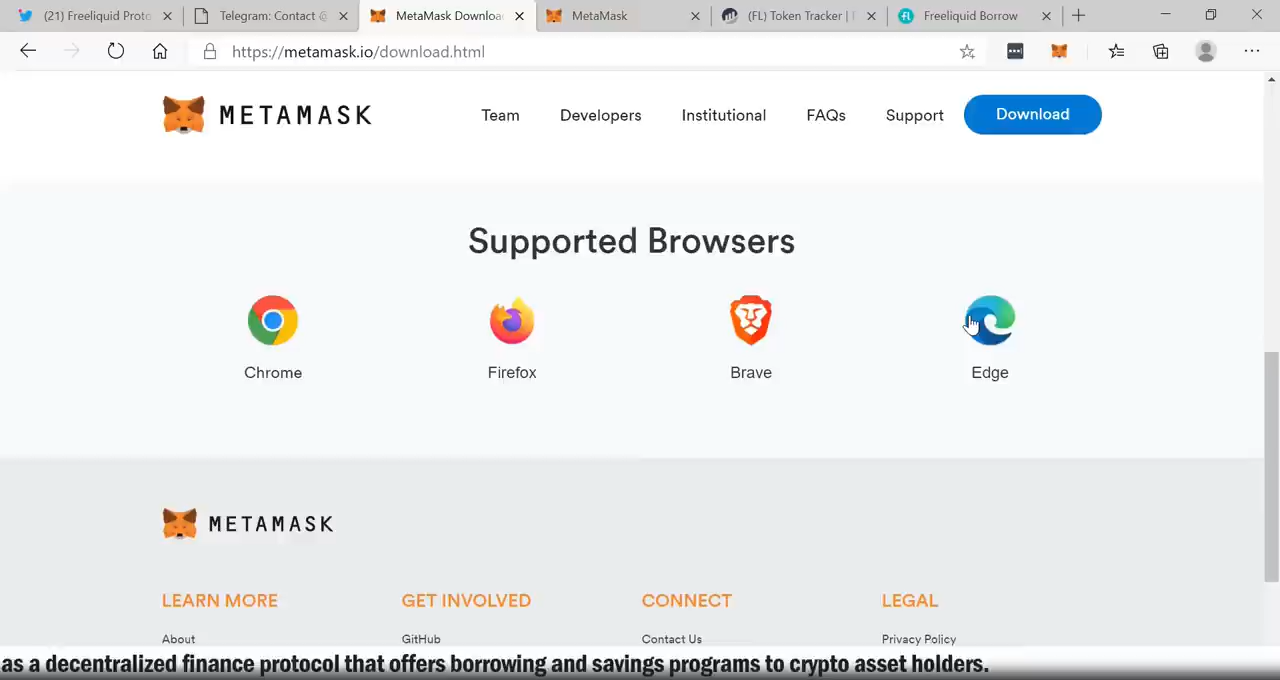 (21) Freeliquid Proto
Telegram: Contact @
MetaMask Download
MetaMask
(FL) Token Tracker |
Freeliquid Borrow
https://metamask.io/download.html
METAMASK
Team
Developers
Institutional
FAQs
Support
Download
Supported Browsers
Chrome
Firefox
Brave
Edge
METAMASK
LEARN MORE
GET INVOLVED
CONNECT
LEGAL
About
GitHub
Contact Us
Privacy Policy
as a decentralized finance protocol that offers borrowing and savings programs to crypto asset holders.